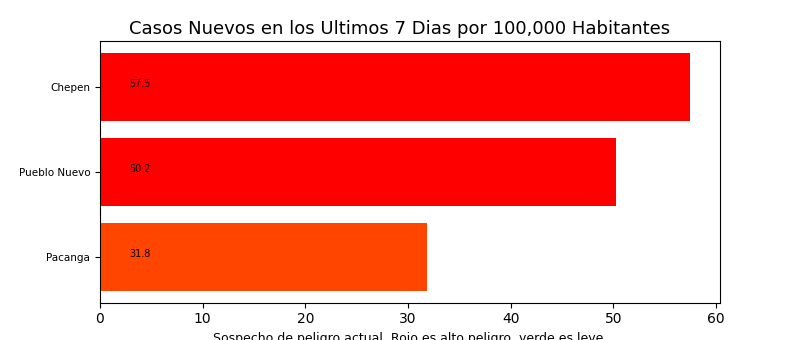 Casos Nuevos en los Ultimos 7 Dias por 100,000 Habitantes
Chepen
57.5
Pueblo Nuevo
50.2
Pacanga
31.8
0 10 20 30 40 50 60
Sospecho de peligro actual. Rojo es alto peligro, verde es leve